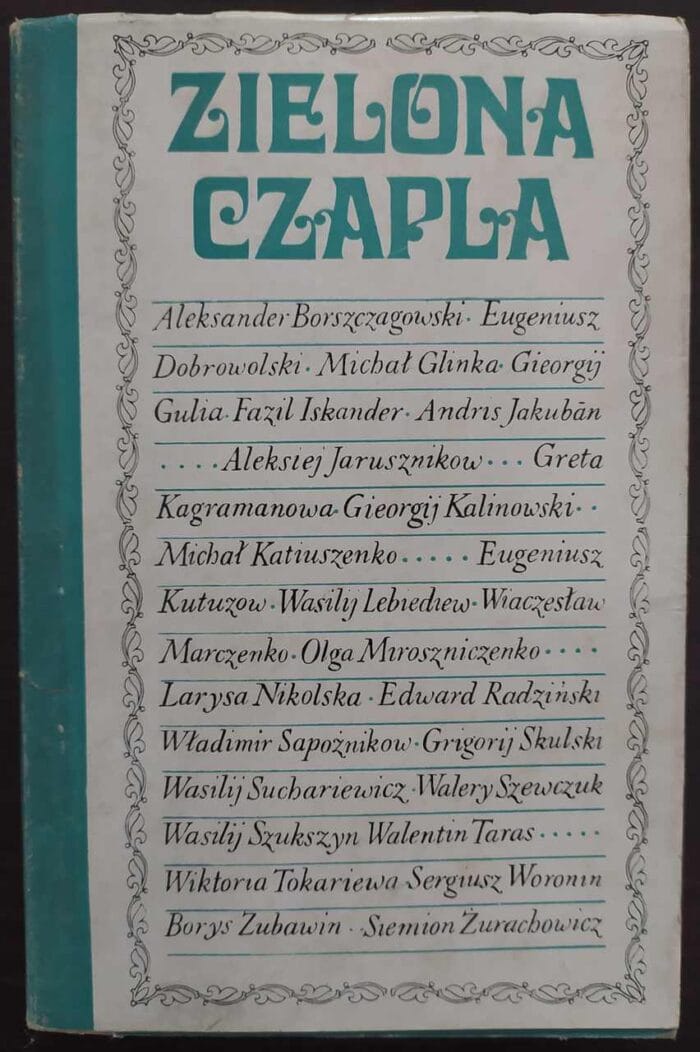 ZIELONA
CZAPLA
Aleksander Borszczagowski · Eugeniusz
Dobrowolski · Michał Glinka · Gieorgij
Gulia · Fazil Iskander · Andris Jakubān
· · · · Aleksiej Jarusznikow · · · Greta
Kagramanowa · Gieorgij Kalinowski · ·
Michał Katiuszenko · · · · · Eugeniusz
Kutuzow · Wasilij Lebiediew · Wiaczesław
Marczenko · Olga Miroszniczenko · · · ·
Larysa Nikolska · Edward Radziński
Władimir Sapożnikow · Grigorij Skulski
Wasilij Suchariewicz · Walery Szewczuk
Wasilij Szukszyn Walentin Taras · · · · ·
Wiktoria Tokariewa · Sergiusz Woronin
Borys Zubawin · · Siemion Żurachowicz